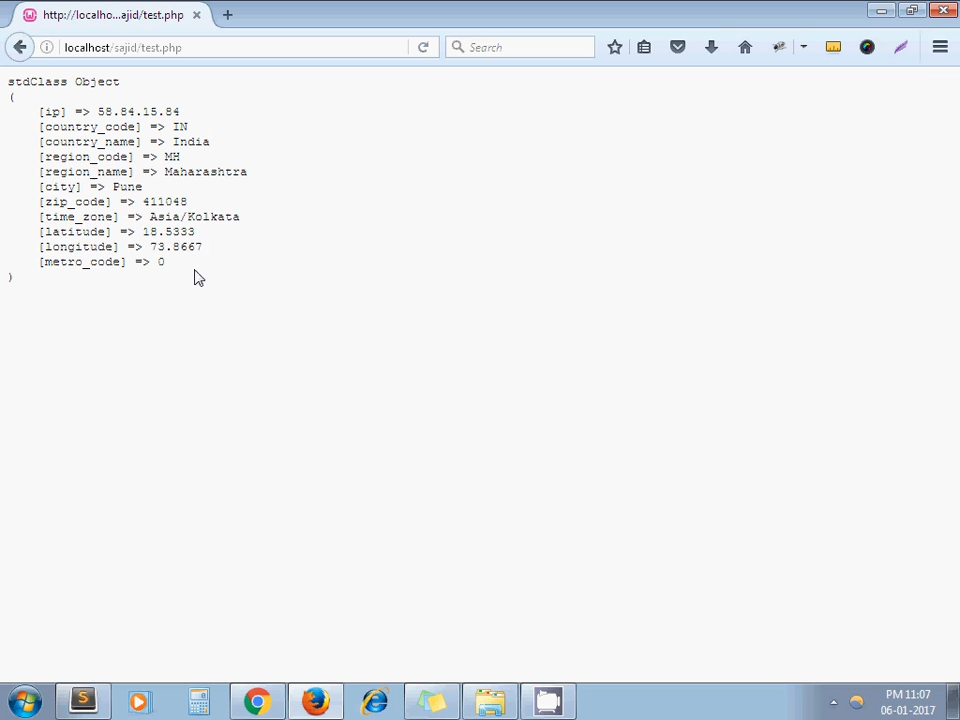 http://localho...ajid/test.php
localhost/sajid/test.php
Search
stdClass Object
(
    [ip] => 58.84.15.84
    [country_code] => IN
    [country_name] => India
    [region_code] => MH
    [region_name] => Maharashtra
    [city] => Pune
    [zip_code] => 411048
    [time_zone] => Asia/Kolkata
    [latitude] => 18.5333
    [longitude] => 73.8667
    [metro_code] => 0
)
PM 11:07
06-01-2017